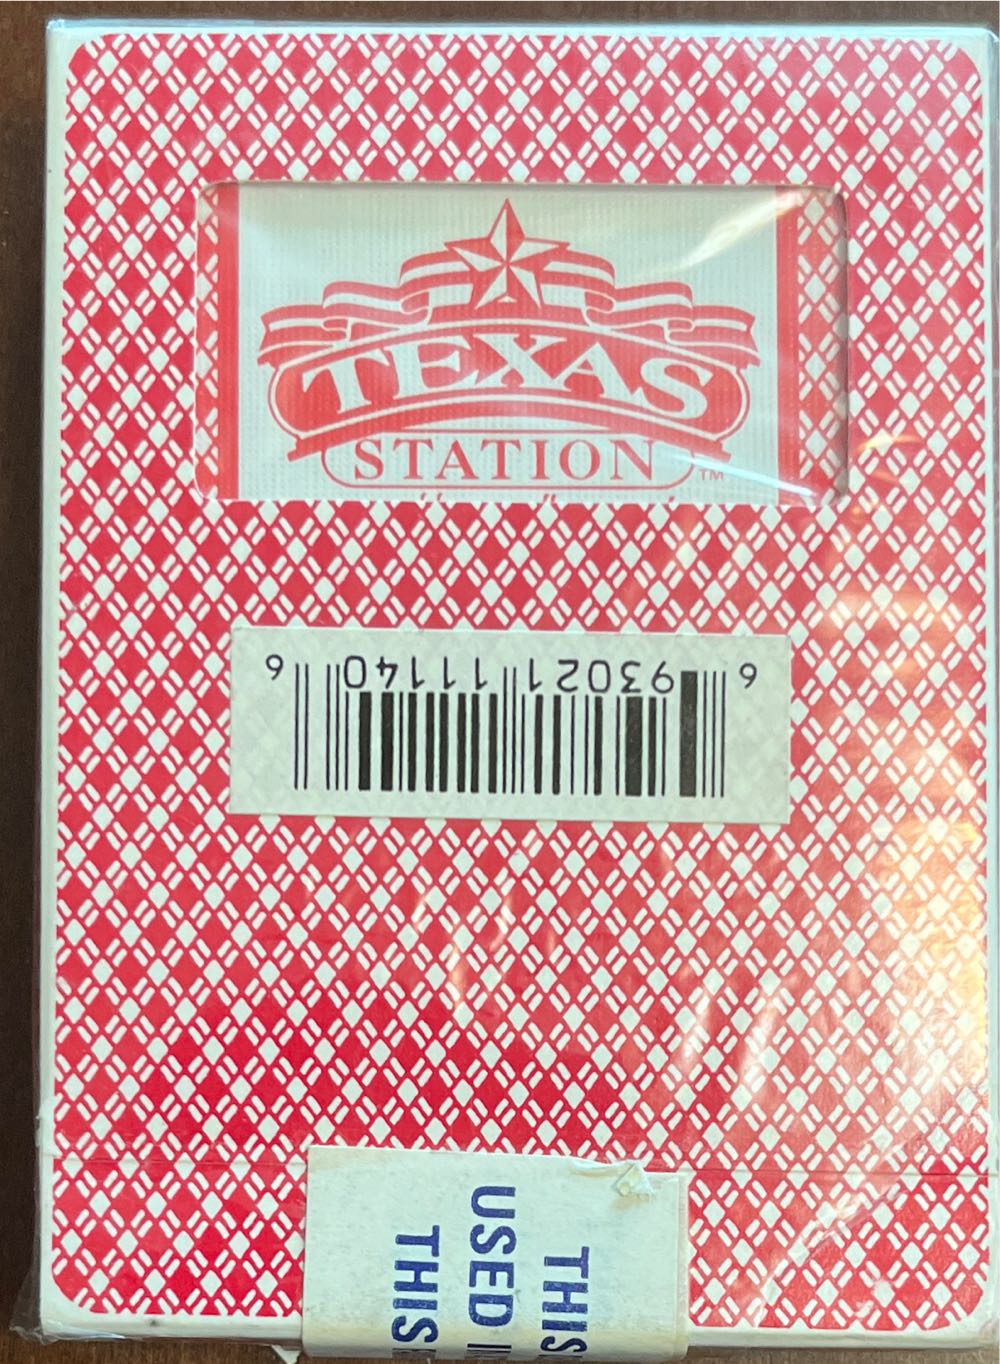 TEXAS
STATION
TM
6 93021 11140 6
THIS
USED
THIS